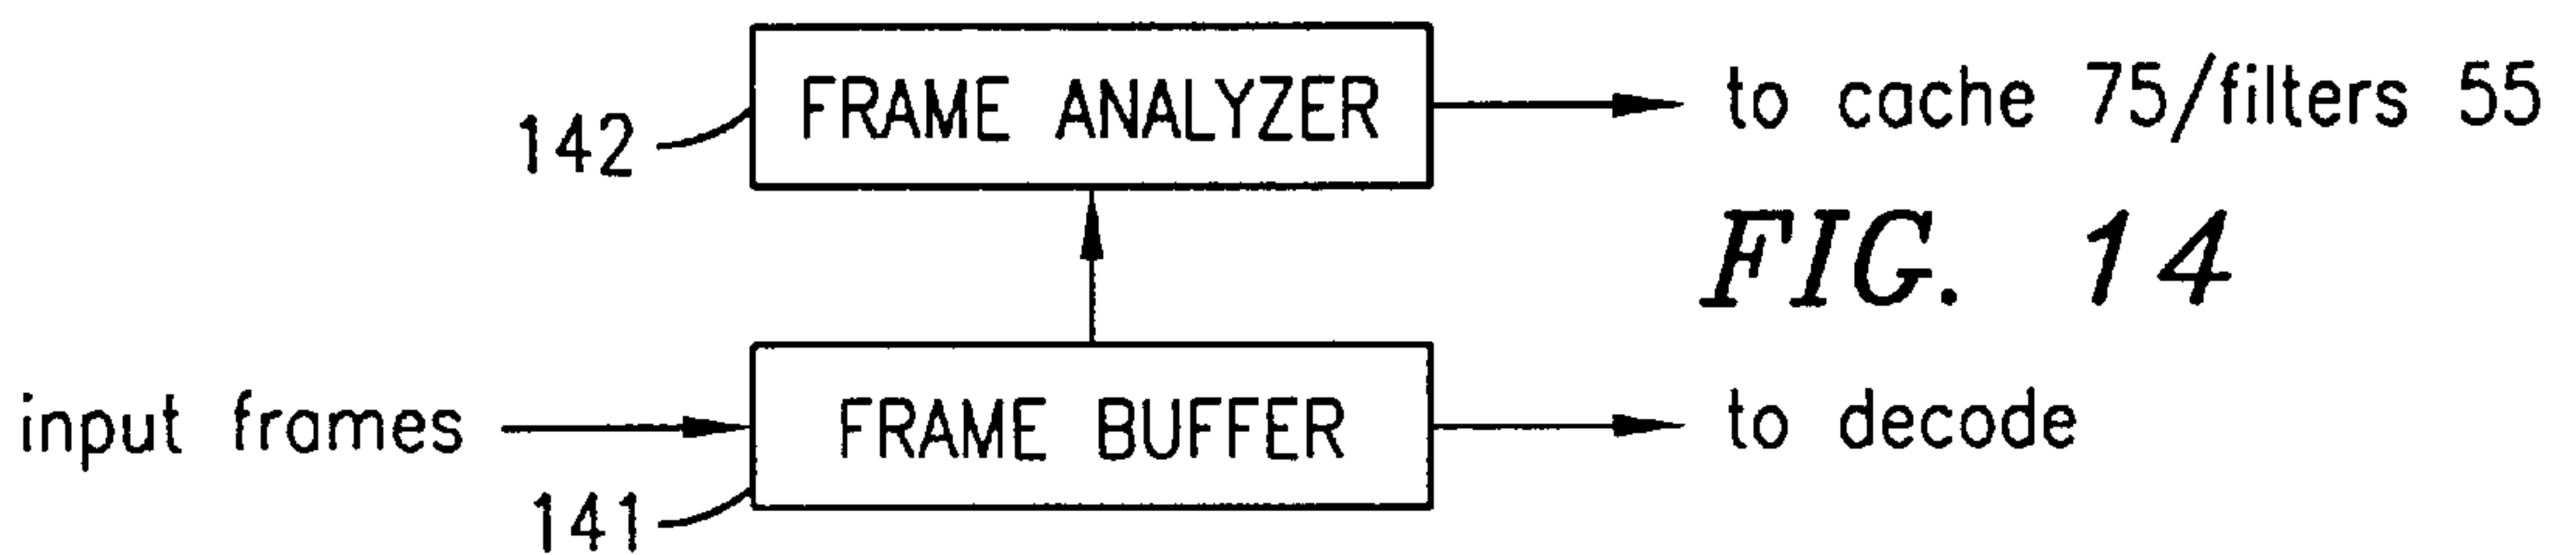 FRAME ANALYZER
to cache 75/filters 55
142
FIG. 14
input frames
FRAME BUFFER
to decode
141